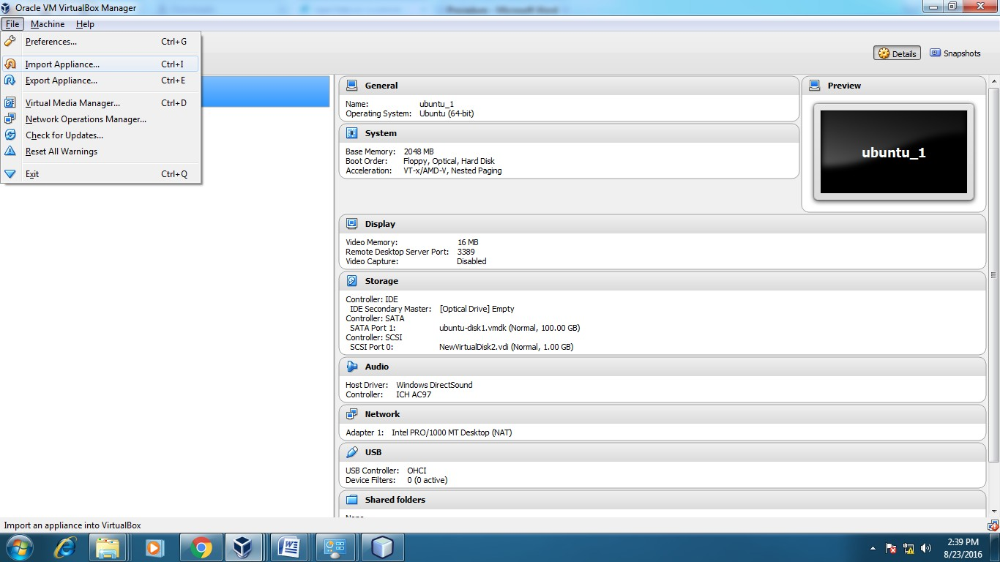 Oracle VM VirtualBox Manager
File Machine Help
Preferences... Ctrl+G
Import Appliance... Ctrl+I
Export Appliance... Ctrl+E
Virtual Media Manager... Ctrl+D
Network Operations Manager...
Check for Updates...
Reset All Warnings
Exit Ctrl+Q
Details Snapshots
General
Name: ubuntu_1
Operating System: Ubuntu (64-bit)
System
Base Memory: 2048 MB
Boot Order: Floppy, Optical, Hard Disk
Acceleration: VT-x/AMD-V, Nested Paging
Preview
ubuntu_1
Display
Video Memory: 16 MB
Remote Desktop Server Port: 3389
Video Capture: Disabled
Storage
Controller: IDE
IDE Secondary Master: [Optical Drive] Empty
Controller: SATA
SATA Port 1: ubuntu-disk1.vmdk (Normal, 100.00 GB)
Controller: SCSI
SCSI Port 0: NewVirtualDisk2.vdi (Normal, 1.00 GB)
Audio
Host Driver: Windows DirectSound
Controller: ICH AC97
Network
Adapter 1: Intel PRO/1000 MT Desktop (NAT)
USB
USB Controller: OHCI
Device Filters: 0 (0 active)
Shared folders
Import an appliance into VirtualBox
2:39 PM
8/23/2016